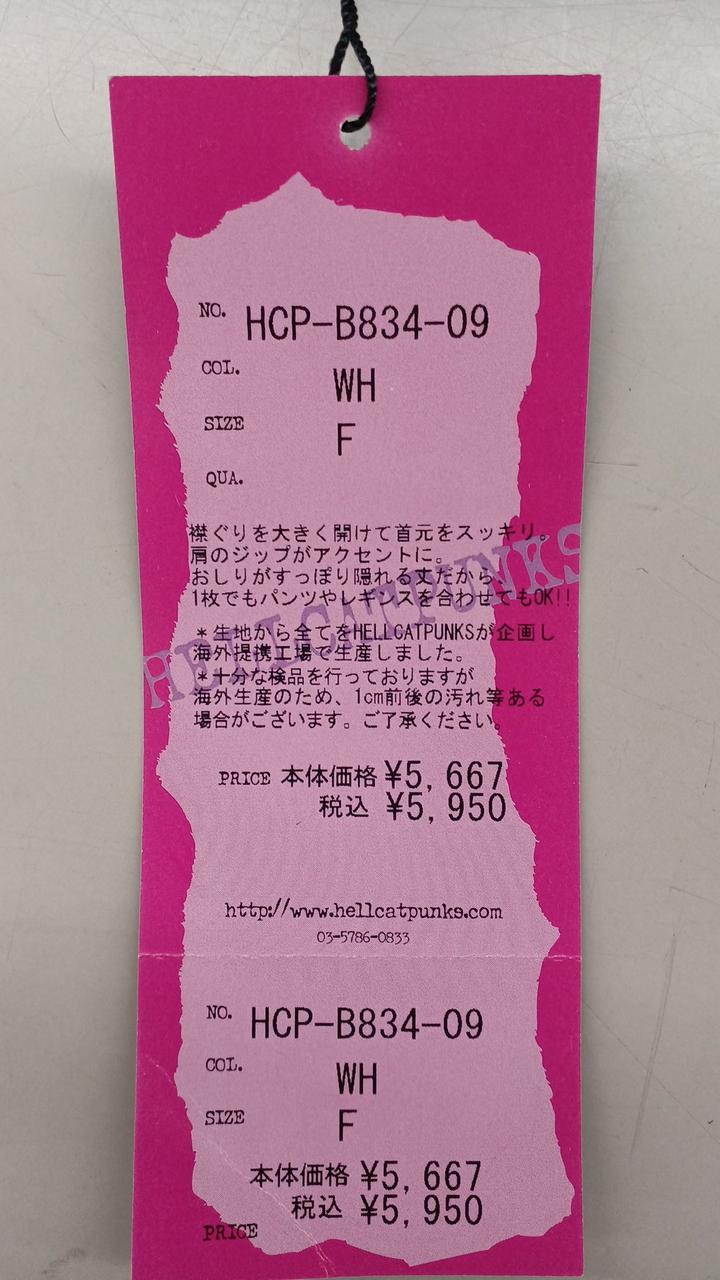 NO. HCP-B834-09
COL. WH
SIZE F
QUA.
襟ぐりを大きく開けて首元をスッキリ。
肩のジップがアクセントに。
おしりがすっぽり隠れる丈だから、
1枚でもパンツやレギンスを合わせてもOK!!
HELLCATPUNKS
＊生地から全てをHELLCATPUNKSが企画し
海外提携工場で生産しました。
＊十分な検品を行っておりますが
海外生産のため、1cm前後の汚れ等ある
場合がございます。ご了承ください。
PRICE 本体価格 ¥5,667
税込 ¥5,950
http://www.hellcatpunks.com
03-5786-0833
NO. HCP-B834-09
COL. WH
SIZE F
本体価格 ¥5,667
税込 ¥5,950
PRICE